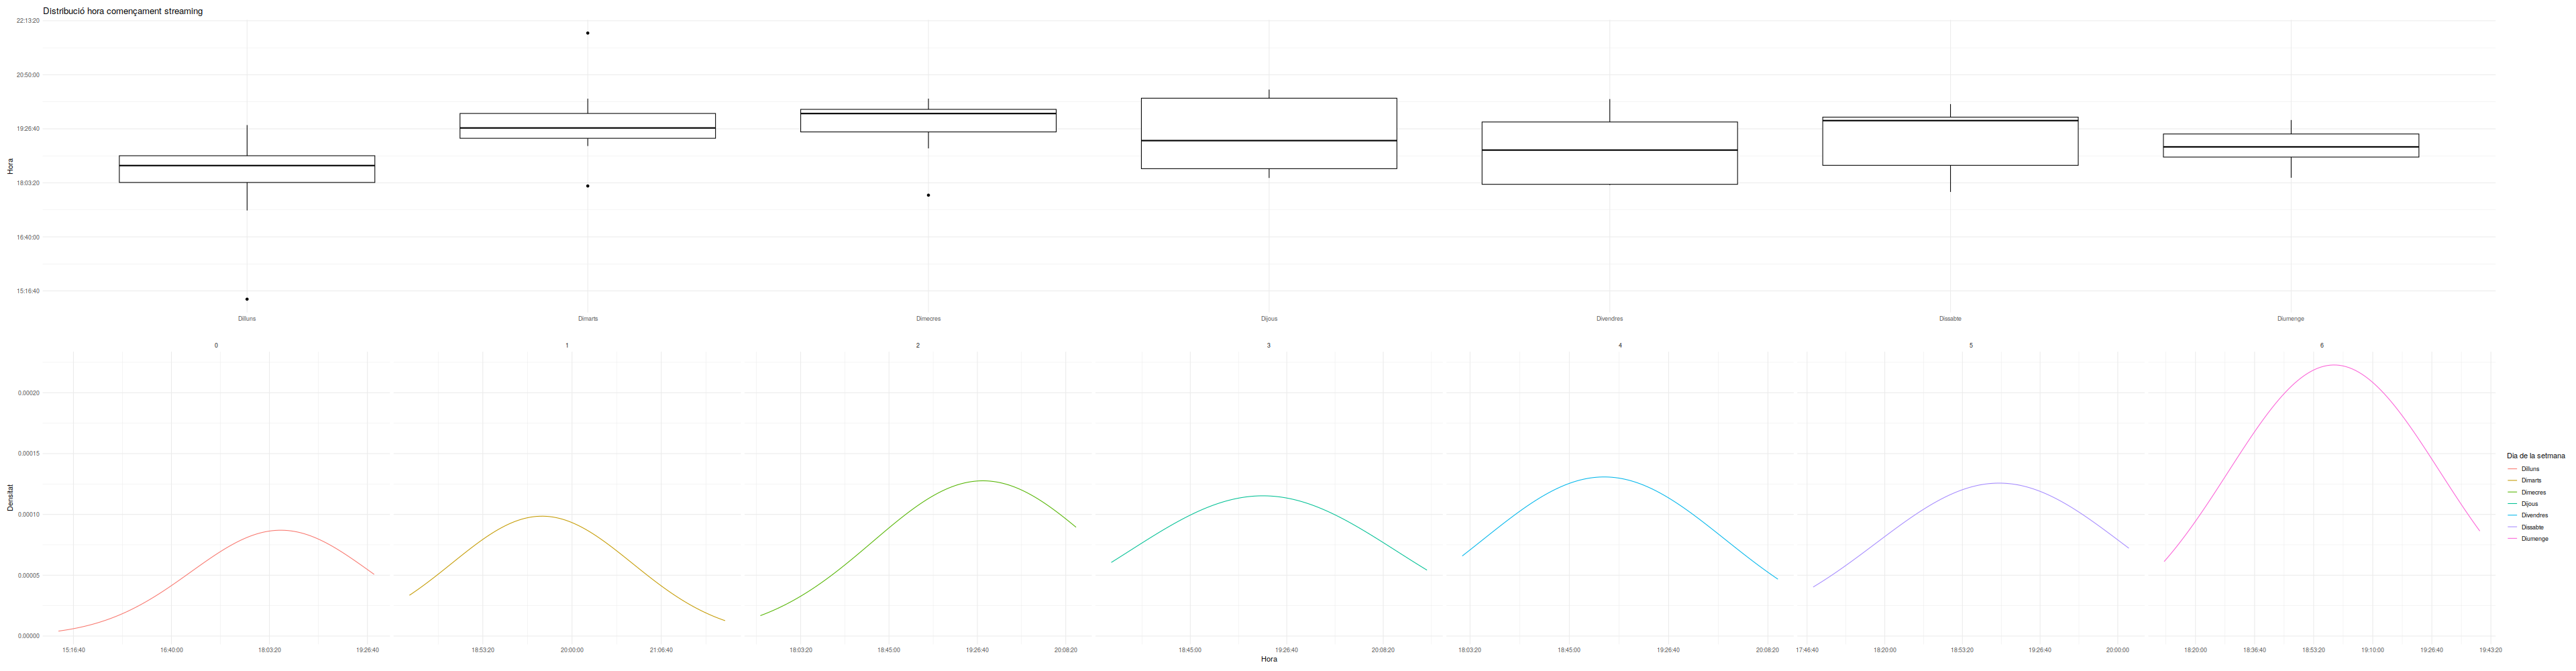 Distribució hora començament streaming
Hora
22:13:20
20:50:00
19:26:40
18:03:20
16:40:00
15:16:40
Dilluns Dimarts Dimecres Dijous Divendres Dissabte Diumenge
0 1 2 3 4 5 6
Densitat
0.00020
0.00015
0.00010
0.00005
0.00000
15:16:40 16:40:00 18:03:20 19:26:40 18:53:20 20:00:00 21:06:40 18:03:20 18:45:00 19:26:40 20:08:20 18:45:00 19:26:40 20:08:20 18:03:20 18:45:00 19:26:40 20:08:20 17:46:40 18:20:00 18:53:20 19:26:40 20:00:00 18:20:00 18:36:40 18:53:20 19:10:00 19:26:40 19:43:20
Hora
Dia de la setmana
Dilluns
Dimarts
Dimecres
Dijous
Divendres
Dissabte
Diumenge